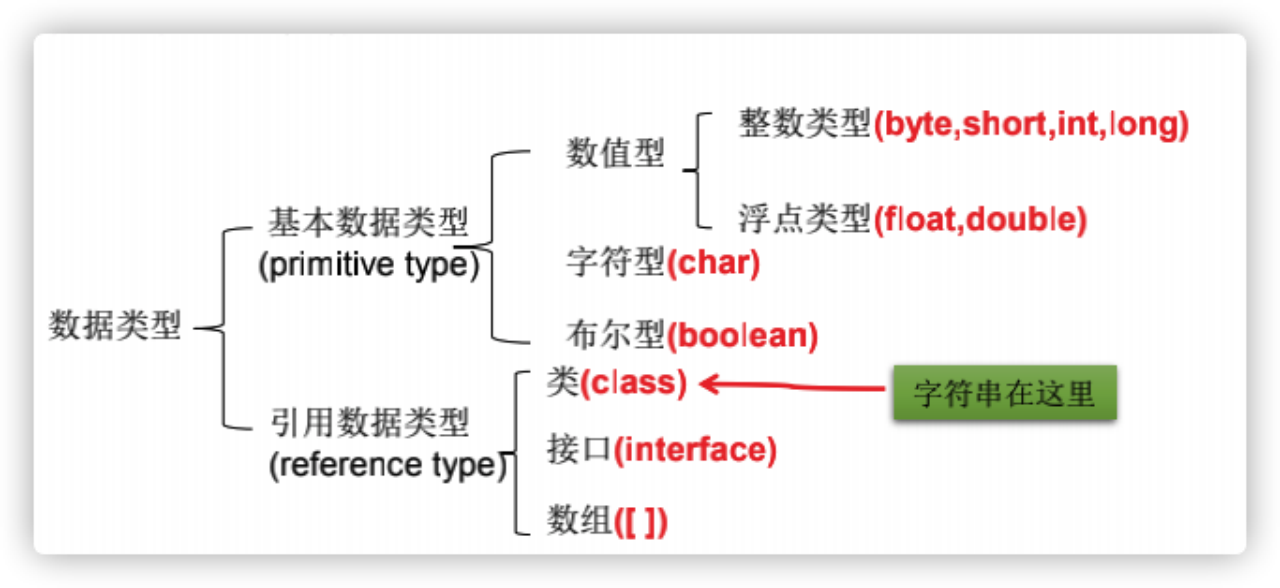 数据类型
基本数据类型
(primitive type)
数值型
整数类型(byte,short,int,long)
浮点类型(float,double)
字符型(char)
布尔型(boolean)
引用数据类型
(reference type)
类(class)
字符串在这里
接口(interface)
数组([ ])